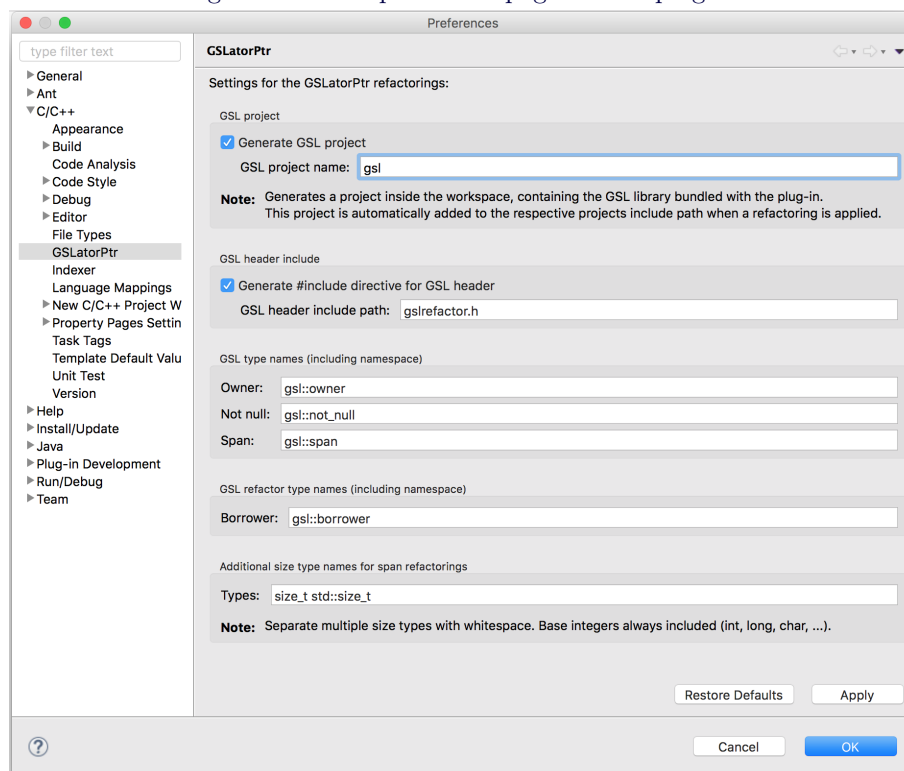 Preferences
type filter text
General
Ant
C/C++
Appearance
Build
Code Analysis
Code Style
Debug
Editor
File Types
GSLatorPtr
Indexer
Language Mappings
New C/C++ Project W
Property Pages Settin
Task Tags
Template Default Valu
Unit Test
Version
Help
Install/Update
Java
Plug-in Development
Run/Debug
Team
GSLatorPtr
Settings for the GSLatorPtr refactorings:
GSL project
Generate GSL project
GSL project name: gsl
Note: Generates a project inside the workspace, containing the GSL library bundled with the plug-in.
This project is automatically added to the respective projects include path when a refactoring is applied.
GSL header include
Generate #include directive for GSL header
GSL header include path: gslrefactor.h
GSL type names (including namespace)
Owner: gsl::owner
Not null: gsl::not_null
Span: gsl::span
GSL refactor type names (including namespace)
Borrower: gsl::borrower
Additional size type names for span refactorings
Types: size_t std::size_t
Note: Separate multiple size types with whitespace. Base integers always included (int, long, char, ...).
Restore Defaults Apply
? Cancel OK